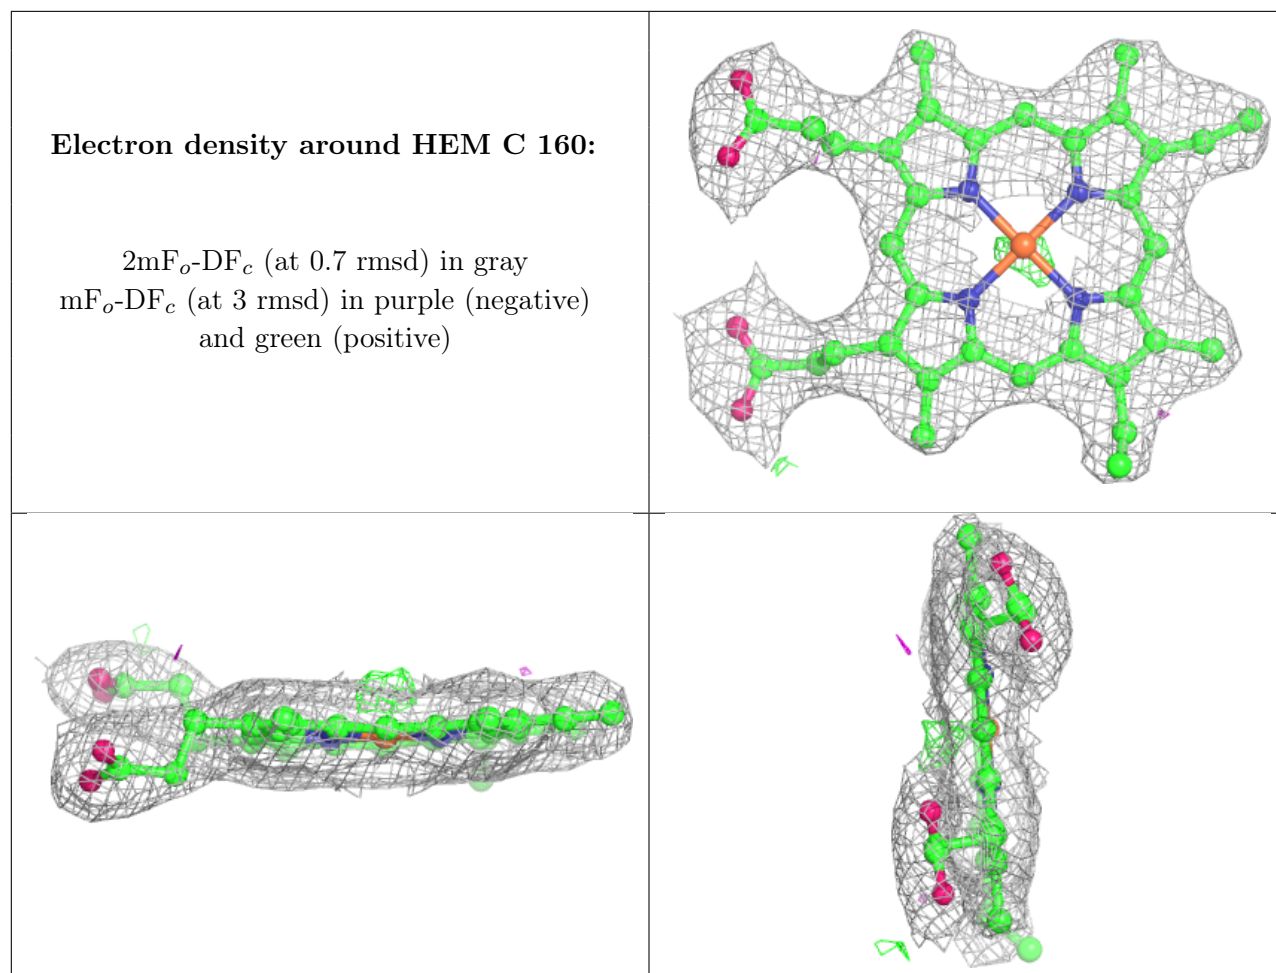 Electron density around HEM C 160:
2mFo-DFc (at 0.7 rmsd) in gray
mFo-DFc (at 3 rmsd) in purple (negative)
and green (positive)